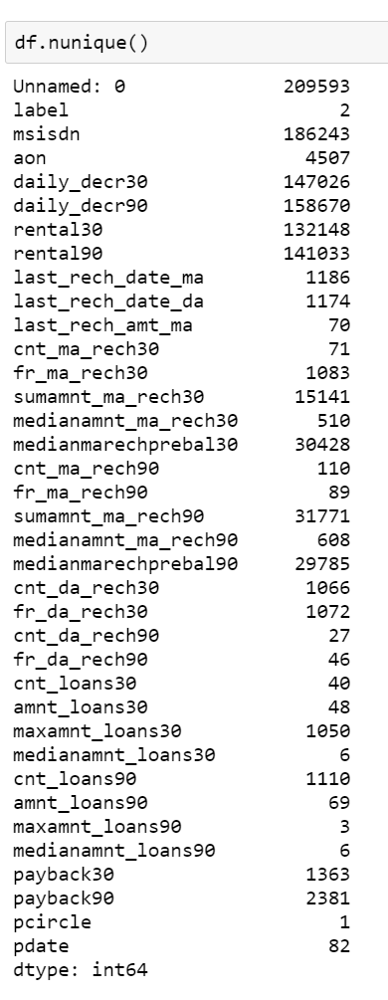 df.nunique()
Unnamed: 0 209593
label 2
msisdn 186243
aon 4507
daily_decr30 147026
daily_decr90 158670
rental30 132148
rental90 141033
last_rech_date_ma 1186
last_rech_date_da 1174
last_rech_amt_ma 70
cnt_ma_rech30 71
fr_ma_rech30 1083
sumamnt_ma_rech30 15141
medianamnt_ma_rech30 510
medianmarechprebal30 30428
cnt_ma_rech90 110
fr_ma_rech90 89
sumamnt_ma_rech90 31771
medianamnt_ma_rech90 608
medianmarechprebal90 29785
cnt_da_rech30 1066
fr_da_rech30 1072
cnt_da_rech90 27
fr_da_rech90 46
cnt_loans30 40
amnt_loans30 48
maxamnt_loans30 1050
medianamnt_loans30 6
cnt_loans90 1110
amnt_loans90 69
maxamnt_loans90 3
medianamnt_loans90 6
payback30 1363
payback90 2381
pcircle 1
pdate 82
dtype: int64